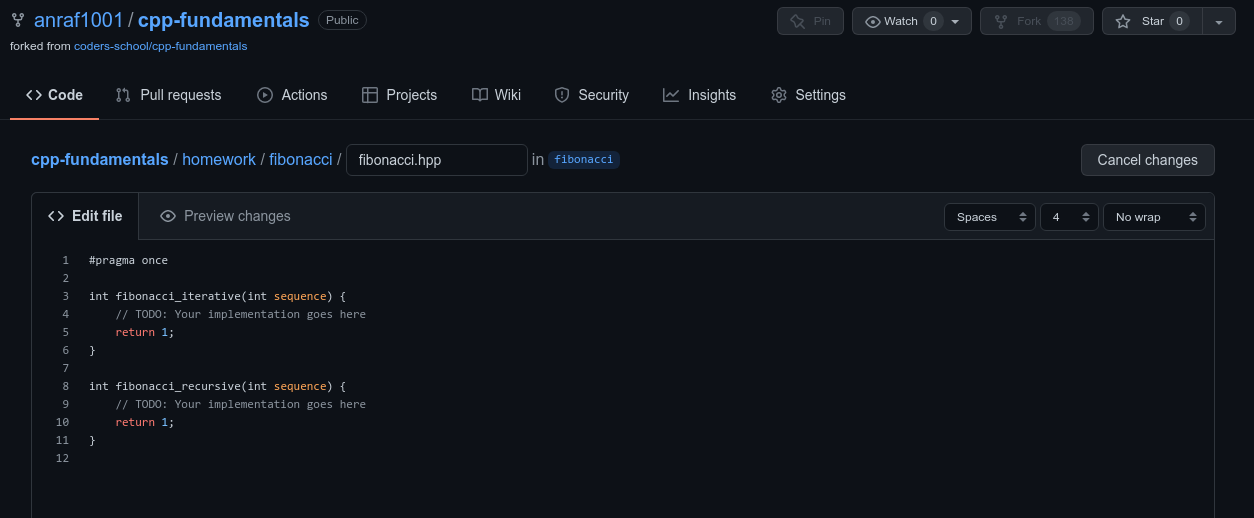 anraf1001 / cpp-fundamentals Public Pin Watch 0 Fork 138 Star 0
forked from coders-school/cpp-fundamentals
Code Pull requests Actions Projects Wiki Security Insights Settings
cpp-fundamentals / homework / fibonacci / fibonacci.hpp in fibonacci Cancel changes
Edit file Preview changes Spaces 4 No wrap
1 #pragma once
2
3 int fibonacci_iterative(int sequence) {
4 // TODO: Your implementation goes here
5 return 1;
6 }
7
8 int fibonacci_recursive(int sequence) {
9 // TODO: Your implementation goes here
10 return 1;
11 }
12